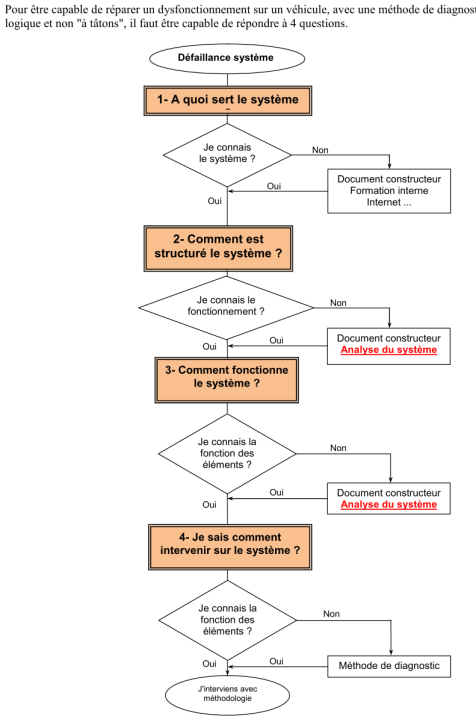 Pour être capable de réparer un dysfonctionnement sur un véhicule, avec une méthode de diagnost
logique et non "à tâtons", il faut être capable de répondre à 4 questions.
Défaillance système
1- A quoi sert le système
Je connais
le système ?
Non
Document constructeur
Formation interne
Internet ...
Oui
Oui
2- Comment est
structuré le système ?
Je connais le
fonctionnement ?
Non
Document constructeur
Analyse du système
Oui
Oui
3- Comment fonctionne
le système ?
Je connais la
fonction des
éléments ?
Non
Document constructeur
Analyse du système
Oui
Oui
4- Je sais comment
intervenir sur le système ?
Je connais la
fonction des
éléments ?
Non
Méthode de diagnostic
Oui
Oui
J'interviens avec
méthodologie